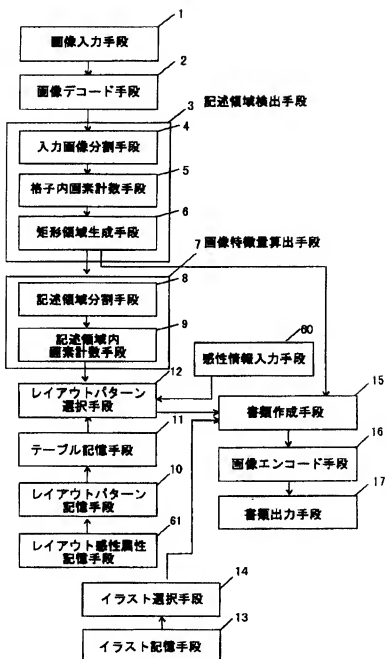 1
画像入力手段
2
画像デコード手段
3 記述領域検出手段
4
入力画像分割手段
5
格子内画素計数手段
6
矩形領域生成手段
7 画像特徴量算出手段
8
記述領域分割手段
9
記述領域内
画素計数手段
60
感性情報入力手段
12
レイアウトパターン
選択手段
15
書類作成手段
11
テーブル記憶手段
16
画像エンコード手段
10
レイアウトパターン
記憶手段
17
書類出力手段
61
レイアウト感性属性
記憶手段
14
イラスト選択手段
13
イラスト記憶手段